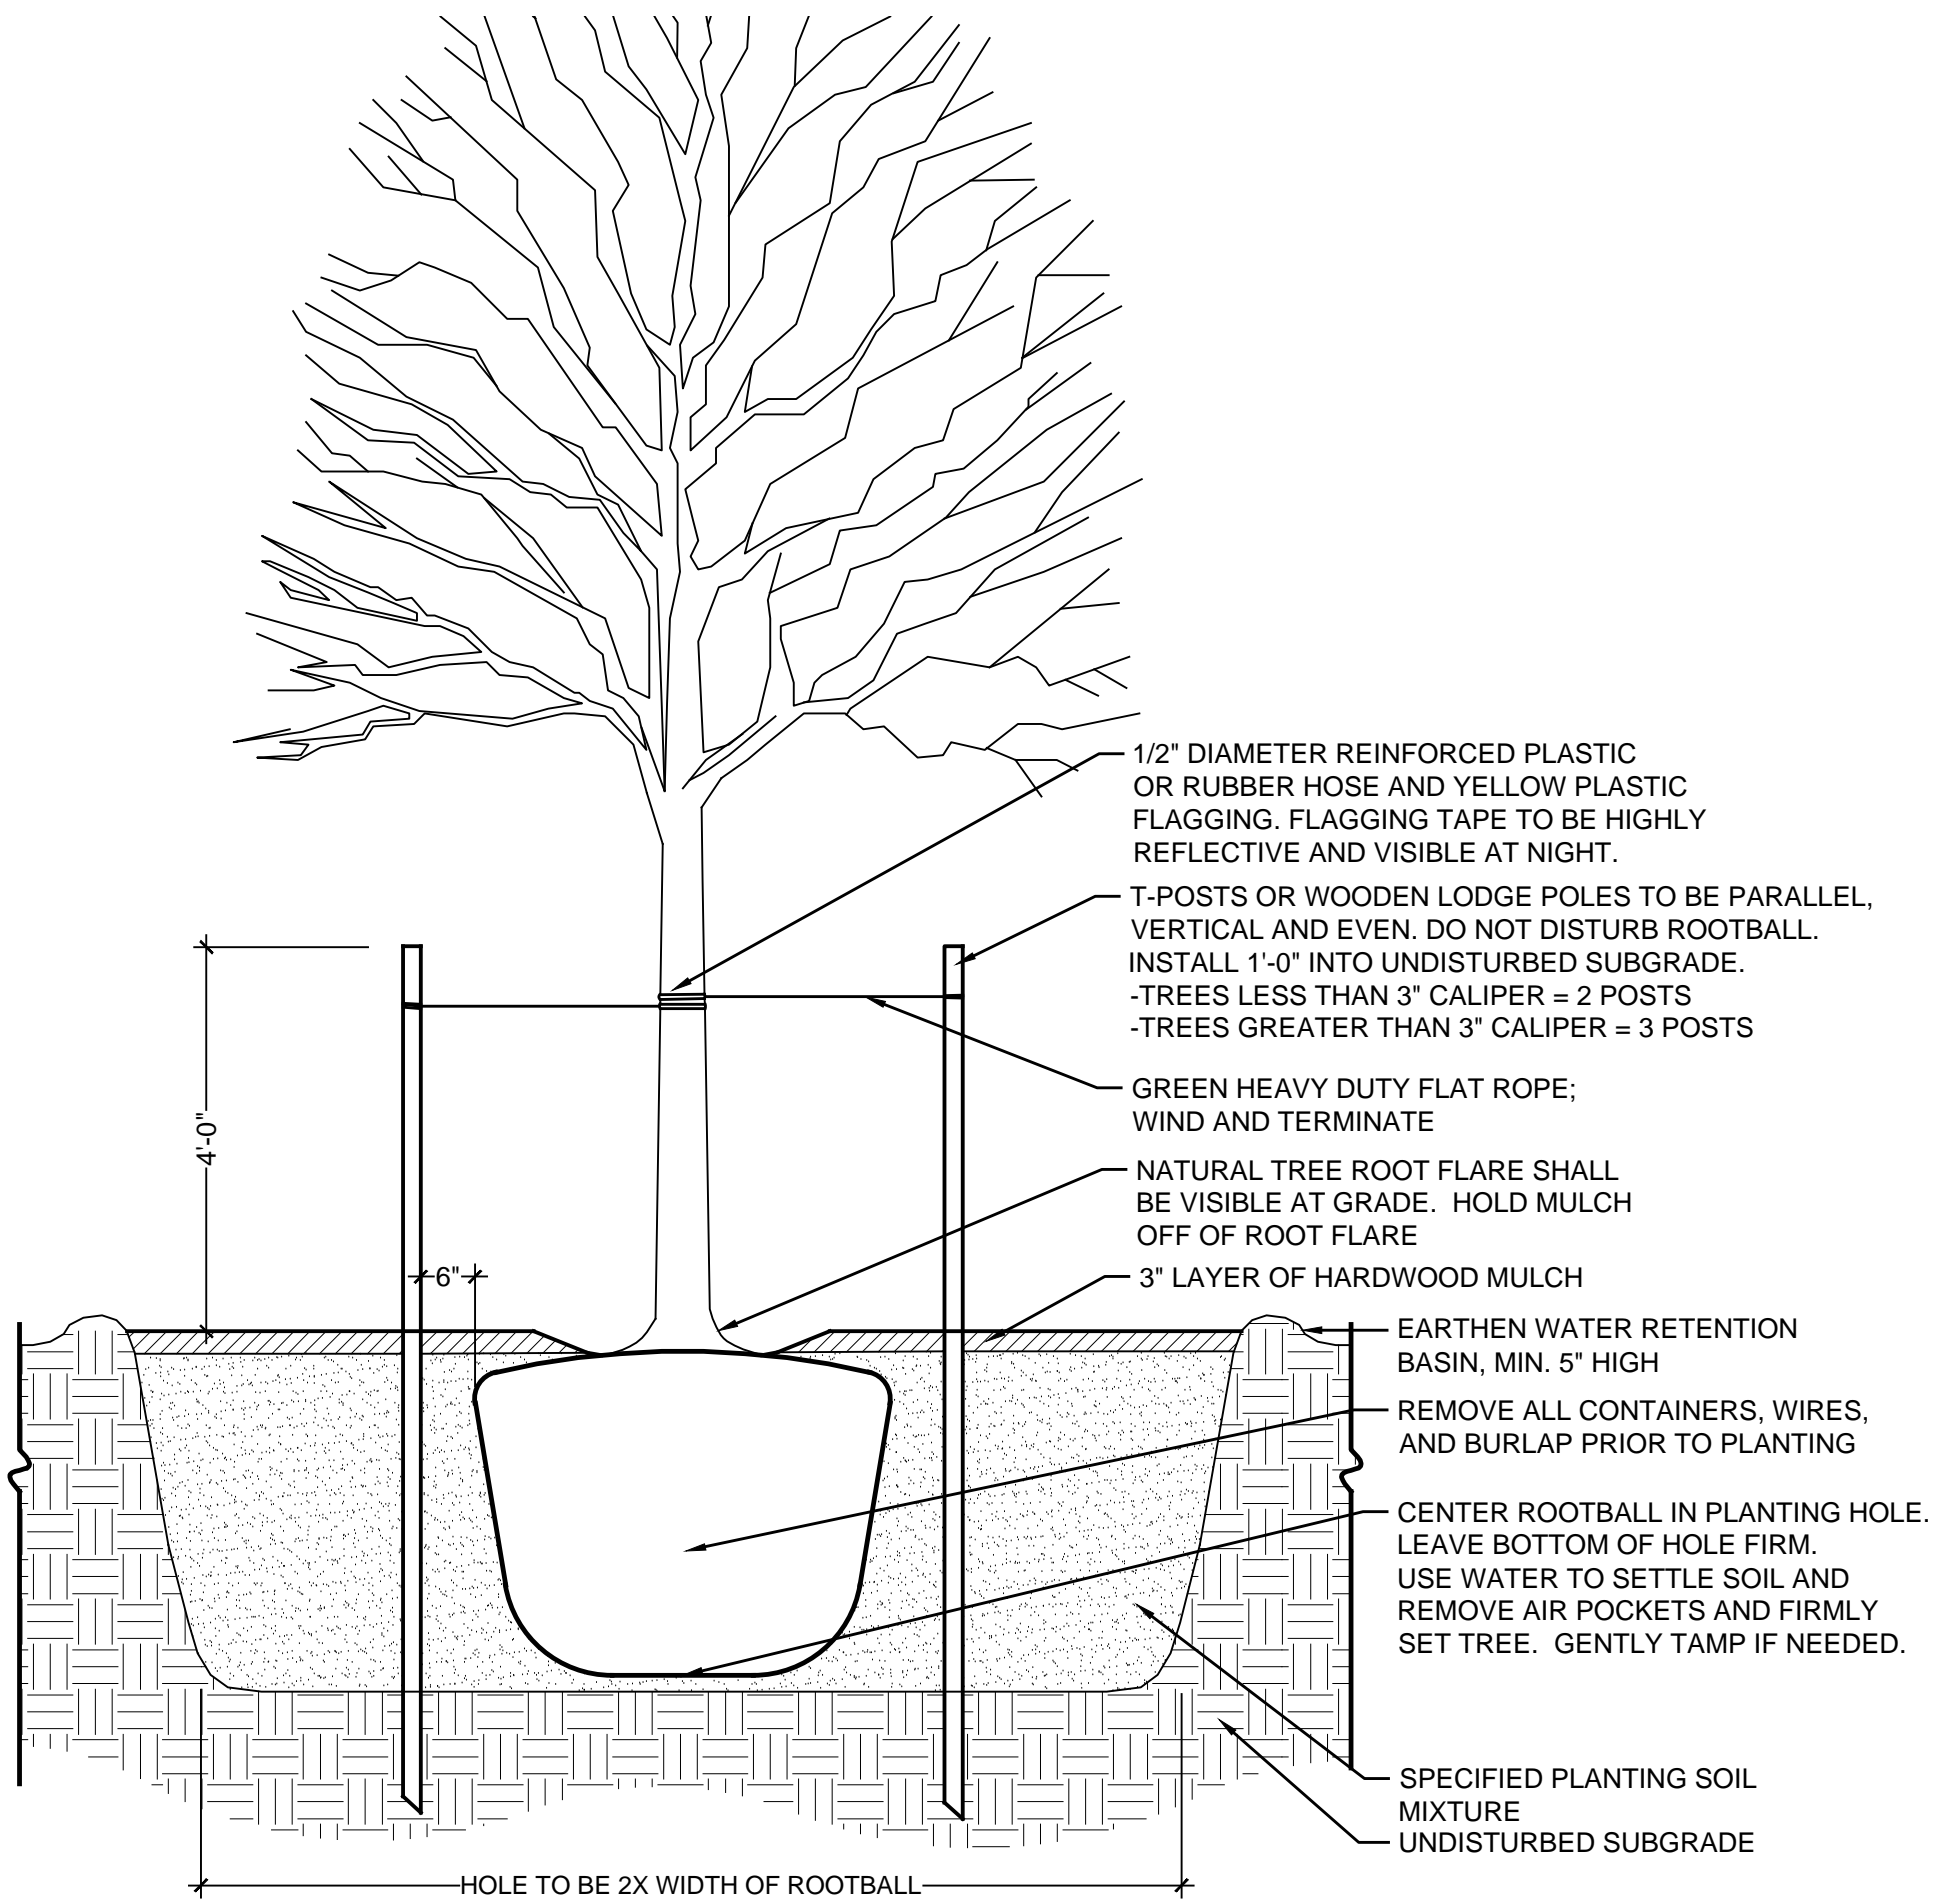 1/2" DIAMETER REINFORCED PLASTIC
OR RUBBER HOSE AND YELLOW PLASTIC
FLAGGING. FLAGGING TAPE TO BE HIGHLY
REFLECTIVE AND VISIBLE AT NIGHT.
T-POSTS OR WOODEN LODGE POLES TO BE PARALLEL,
VERTICAL AND EVEN. DO NOT DISTURB ROOTBALL.
INSTALL 1'-0" INTO UNDISTURBED SUBGRADE.
-TREES LESS THAN 3" CALIPER = 2 POSTS
-TREES GREATER THAN 3" CALIPER = 3 POSTS
GREEN HEAVY DUTY FLAT ROPE;
WIND AND TERMINATE
4'-0"
NATURAL TREE ROOT FLARE SHALL
BE VISIBLE AT GRADE. HOLD MULCH
OFF OF ROOT FLARE
6"
3" LAYER OF HARDWOOD MULCH
EARTHEN WATER RETENTION
BASIN, MIN. 5" HIGH
REMOVE ALL CONTAINERS, WIRES,
AND BURLAP PRIOR TO PLANTING
CENTER ROOTBALL IN PLANTING HOLE.
LEAVE BOTTOM OF HOLE FIRM.
USE WATER TO SETTLE SOIL AND
REMOVE AIR POCKETS AND FIRMLY
SET TREE. GENTLY TAMP IF NEEDED.
SPECIFIED PLANTING SOIL
MIXTURE
UNDISTURBED SUBGRADE
HOLE TO BE 2X WIDTH OF ROOTBALL